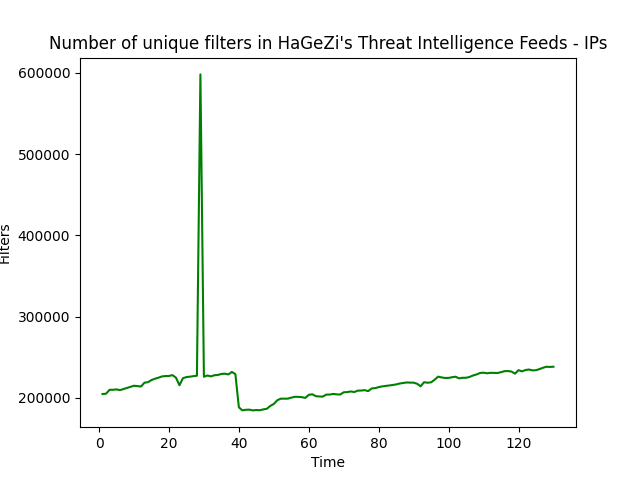 Number of unique filters in HaGeZi's Threat Intelligence Feeds - IPs
600000
500000
400000
300000
200000
Filters
0 20 40 60 80 100 120
Time